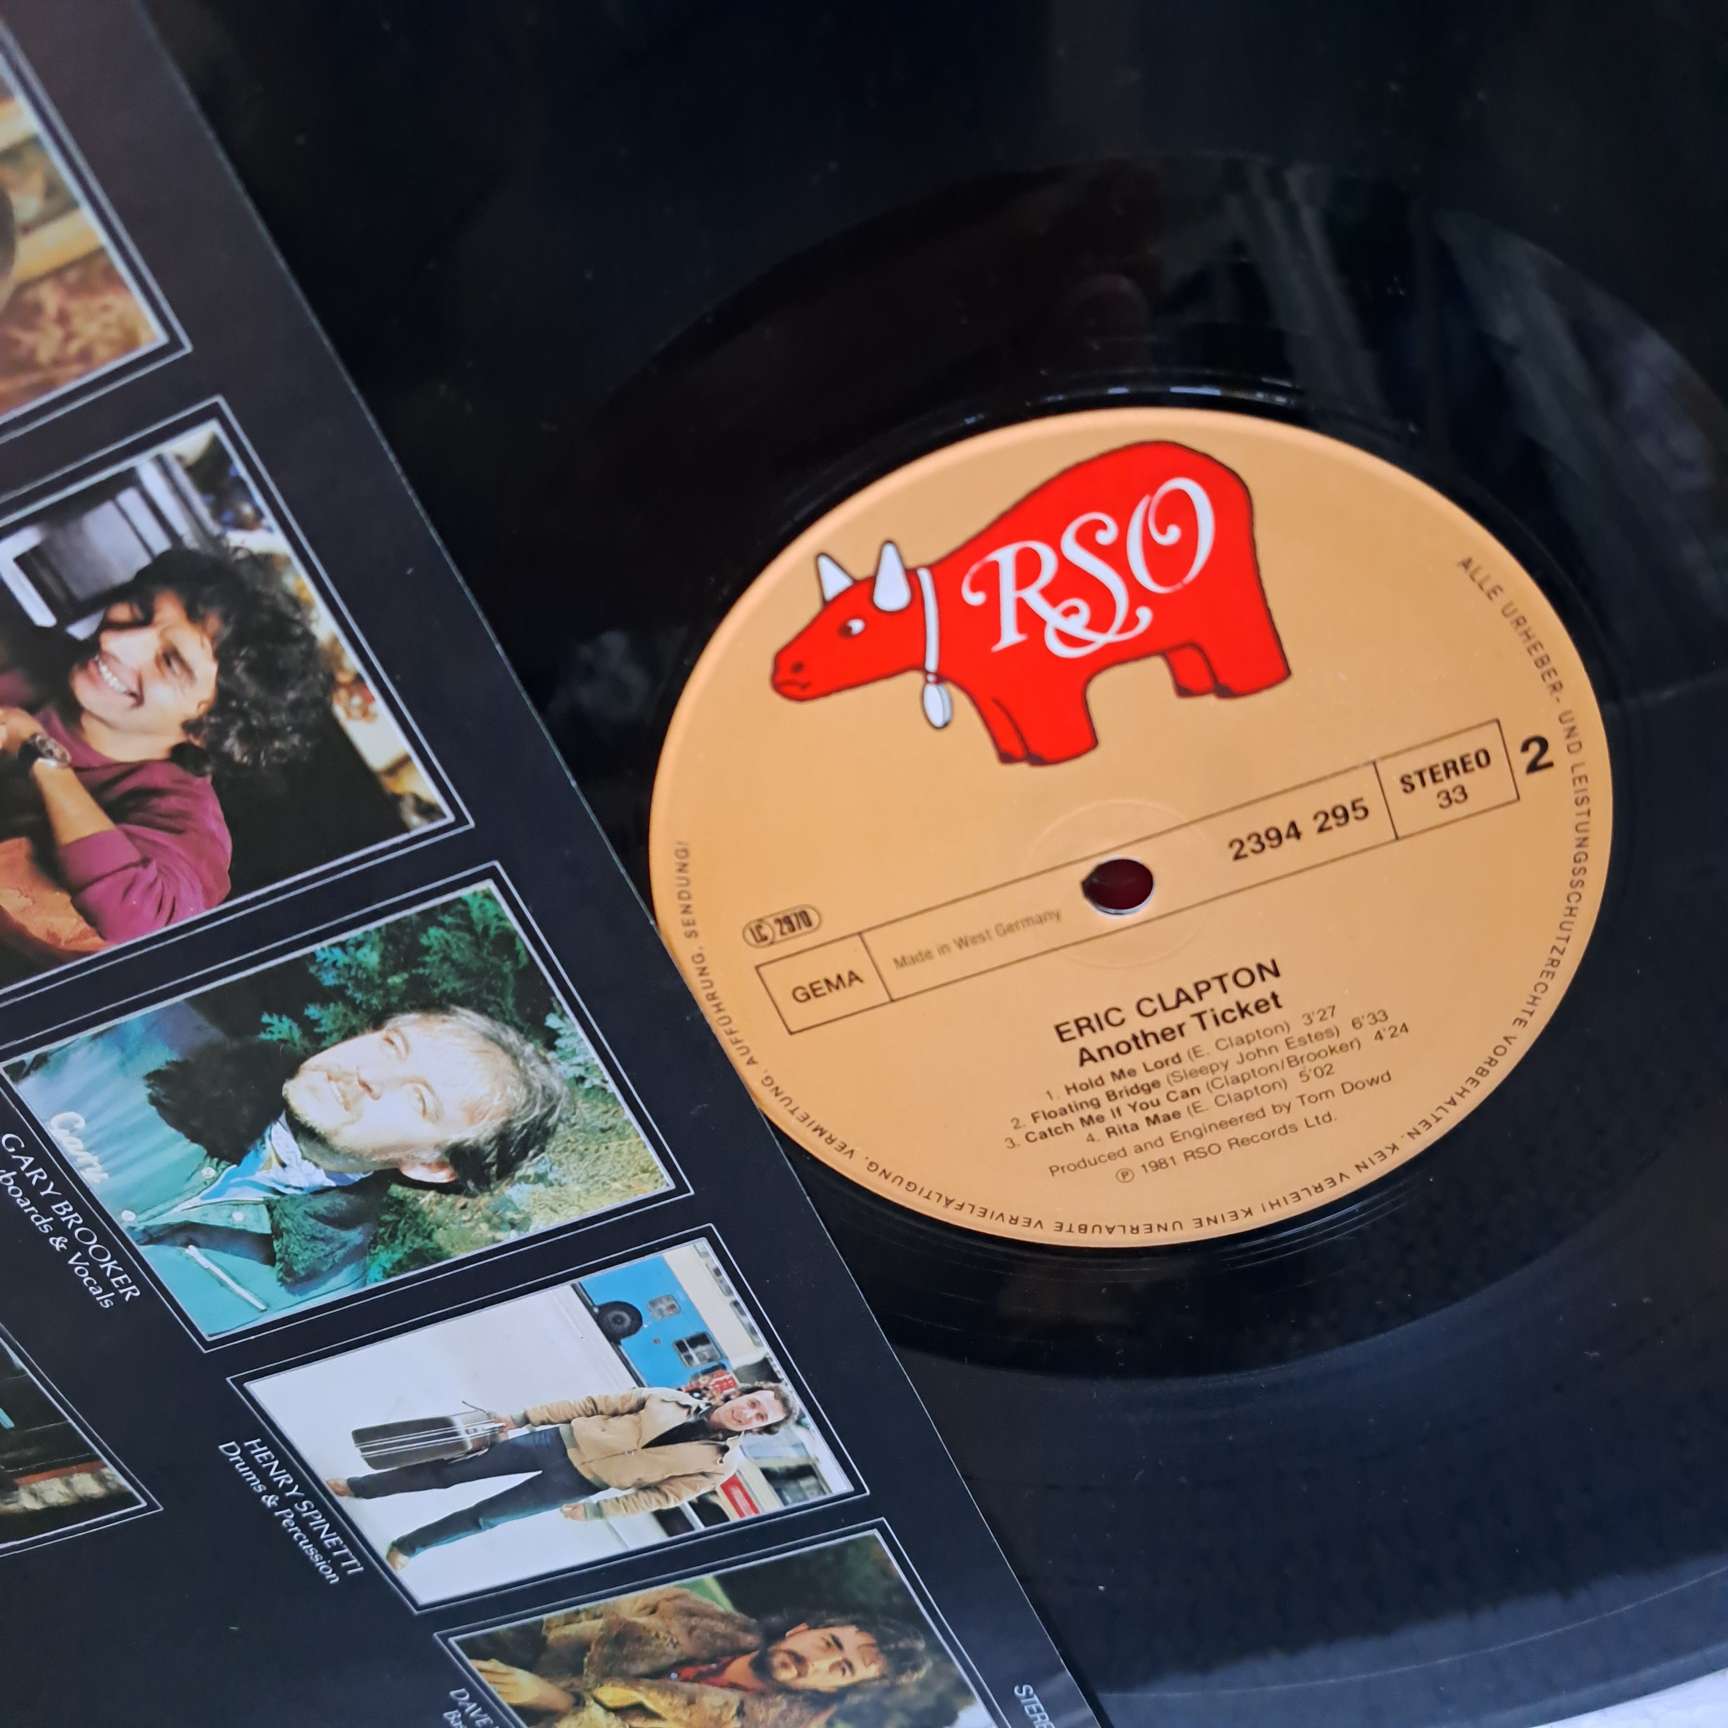 RSO
ALLE URHEBER- UND LEISTUNGSSCHUTZRECHTE VORBEHALTEN. KEIN VERLEIH! KEINE UNERLAUBTE VERVIELFÄLTIGUNG, VERMIETUNG, AUFFÜHRUNG, SENDUNG!
2394 295
STEREO
33
2
LC 2970
GEMA
Made in West Germany
ERIC CLAPTON
Another Ticket
1. Hold Me Lord (E. Clapton) 3'27
2. Floating Bridge (Sleepy John Estes) 6'33
3. Catch Me If You Can (Clapton/Brooker) 4'24
4. Rita Mae (E. Clapton) 5'02
Produced and Engineered by Tom Dowd
℗ 1981 RSO Records Ltd.
Gary
GARY BROOKER
& Vocals
HENRY SPINETTI
Drums & Percussion
DAVE